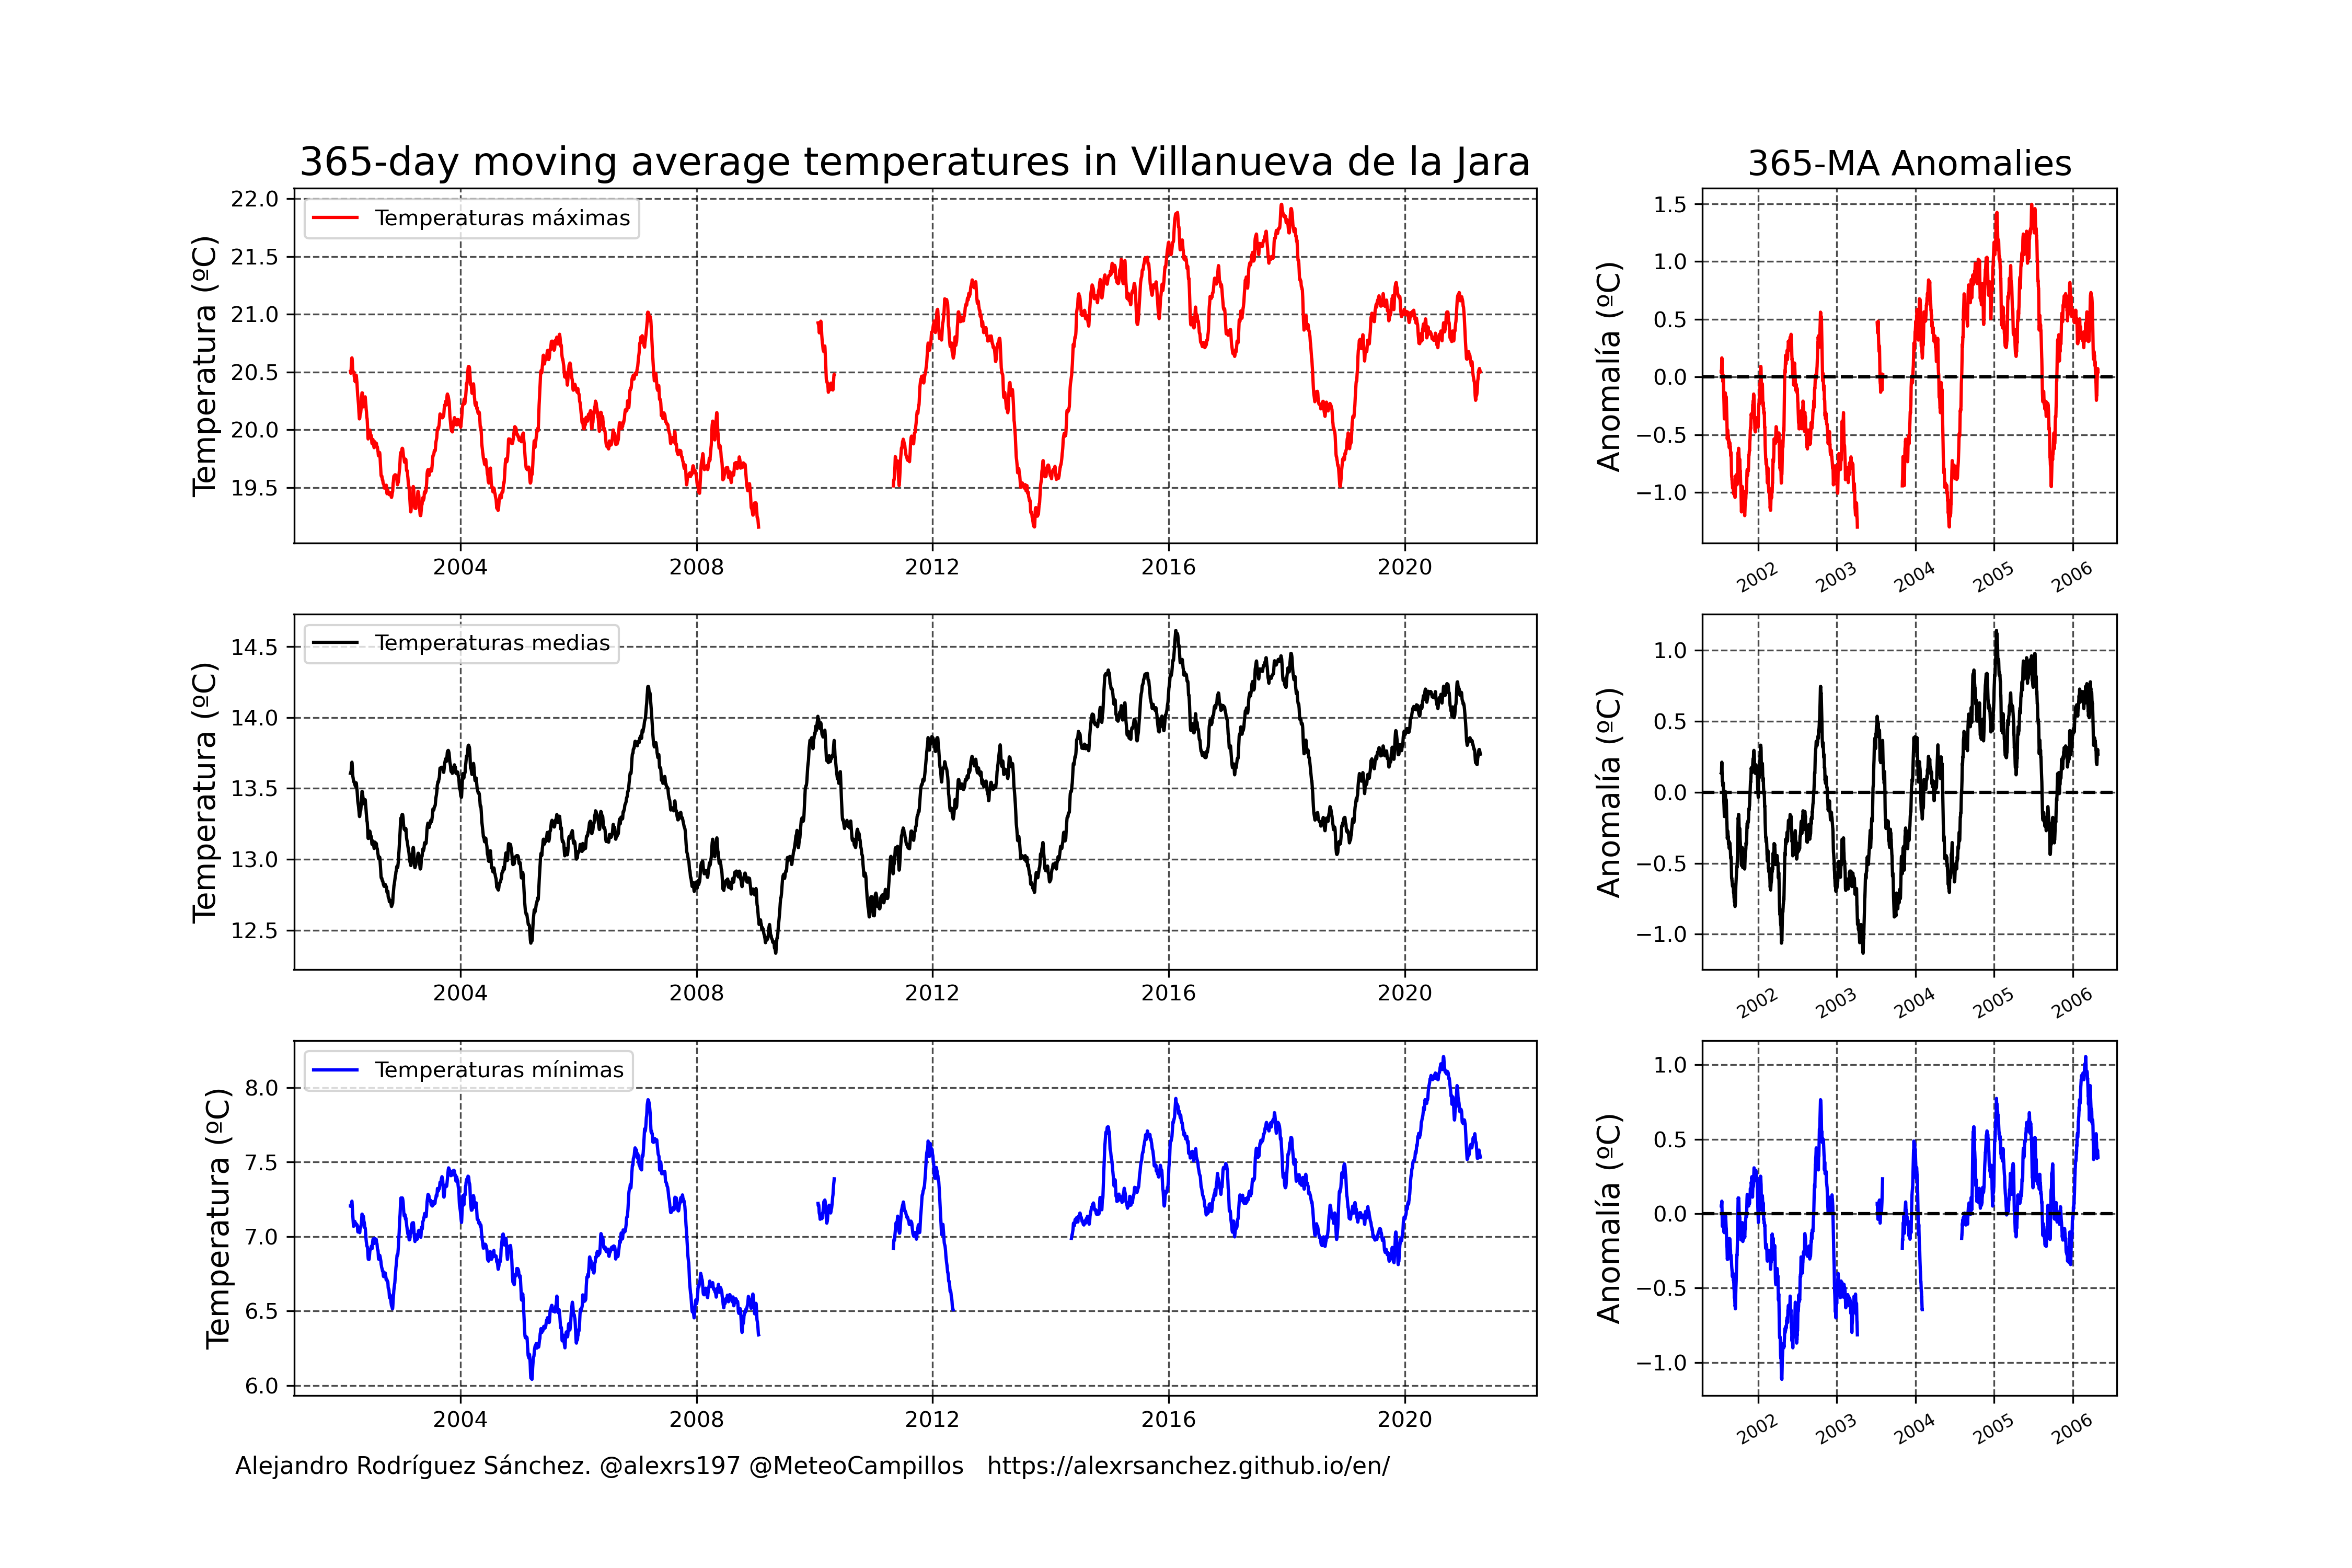 365-day moving average temperatures in Villanueva de la Jara
365-MA Anomalies
Temperatura (ºC)
22.0
21.5
21.0
20.5
20.0
19.5
Temperaturas máximas
2004 2008 2012 2016 2020
Anomalía (ºC)
1.5
1.0
0.5
0.0
−0.5
−1.0
2002 2003 2004 2005 2006
Temperatura (ºC)
14.5
14.0
13.5
13.0
12.5
Temperaturas medias
2004 2008 2012 2016 2020
Anomalía (ºC)
1.0
0.5
0.0
−0.5
−1.0
2002 2003 2004 2005 2006
Temperatura (ºC)
8.0
7.5
7.0
6.5
6.0
Temperaturas mínimas
2004 2008 2012 2016 2020
Anomalía (ºC)
1.0
0.5
0.0
−0.5
−1.0
2002 2003 2004 2005 2006
Alejandro Rodríguez Sánchez. @alexrs197 @MeteoCampillos https://alexrsanchez.github.io/en/